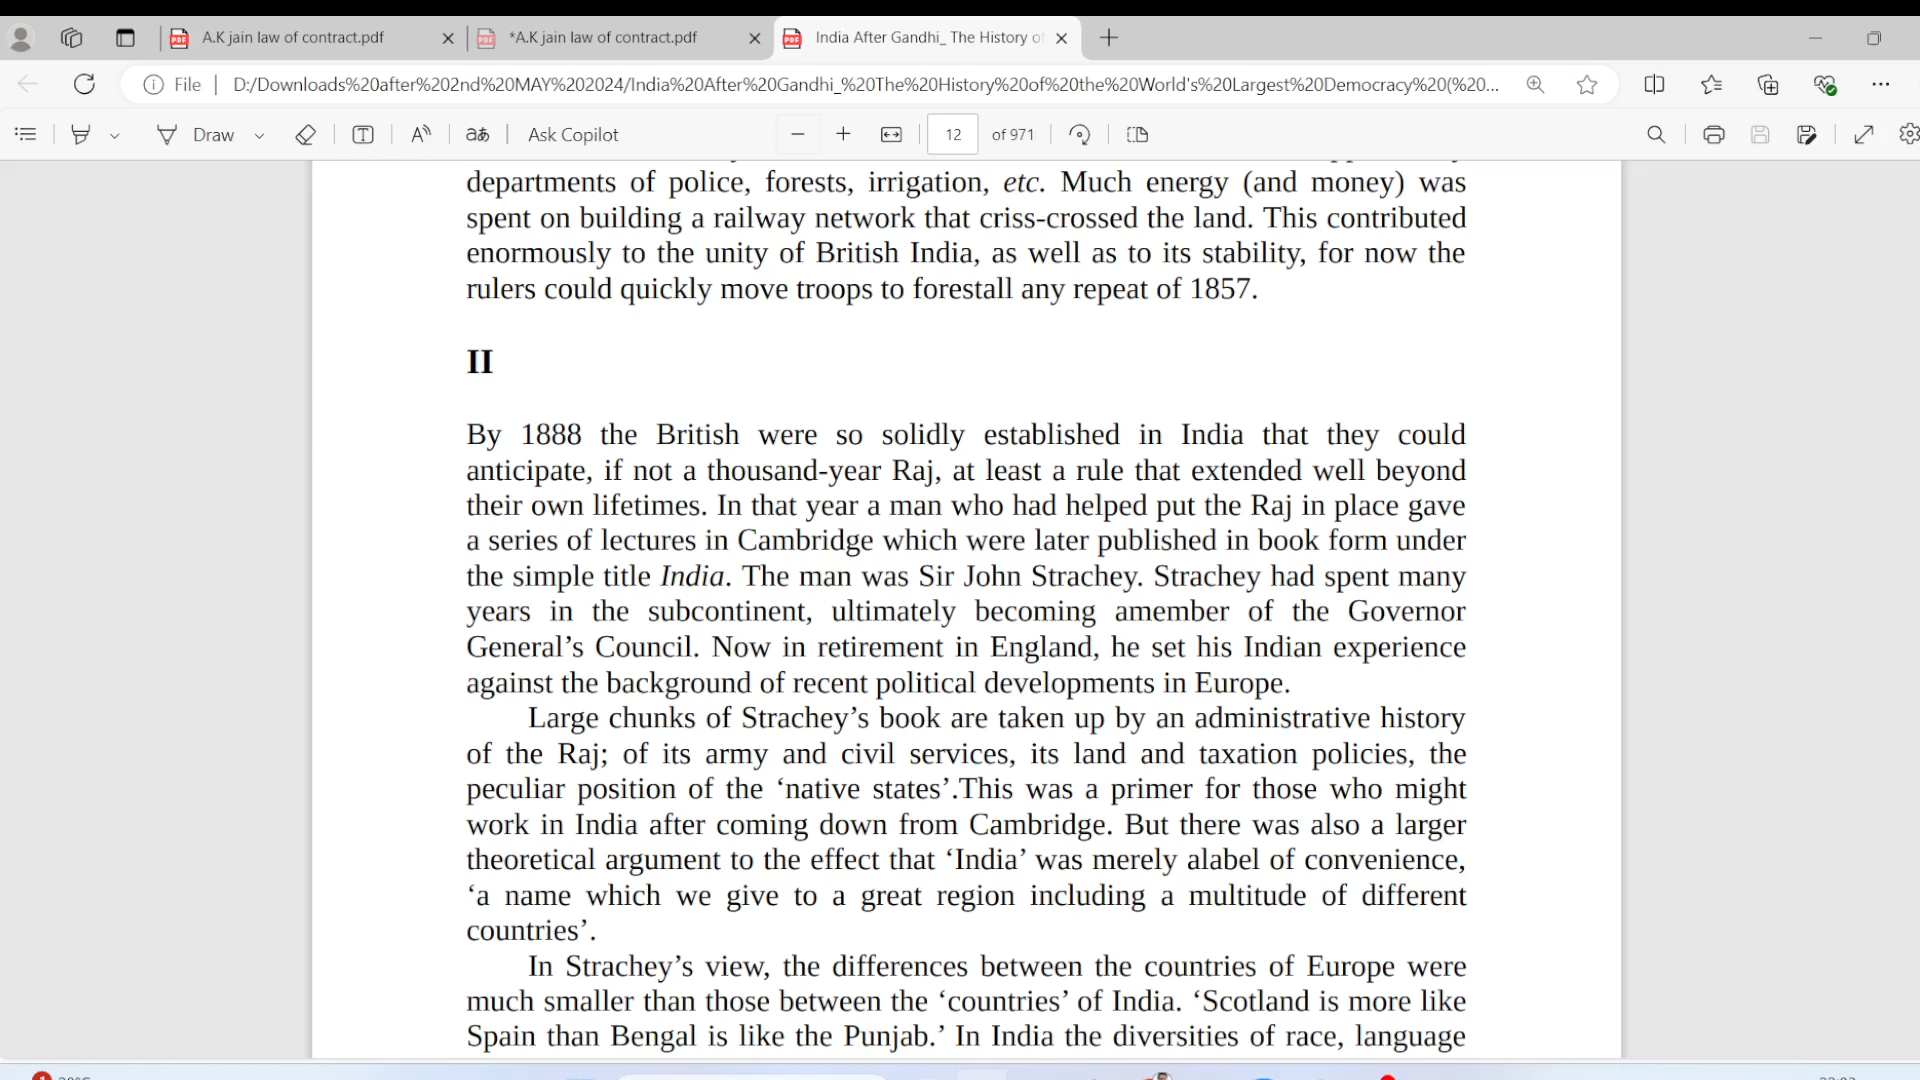 A.K jain law of contract.pdf
*A.K jain law of contract.pdf
India After Gandhi_ The History of
File
D:/Downloads%20after%202nd%20MAY%202024/India%20After%20Gandhi_%20The%20History%20of%20the%20World's%20Largest%20Democracy%20(%20...
Draw
T
A
aあ
Ask Copilot
12
of 971
departments of police, forests, irrigation, etc. Much energy (and money) was
spent on building a railway network that criss-crossed the land. This contributed
enormously to the unity of British India, as well as to its stability, for now the
rulers could quickly move troops to forestall any repeat of 1857.
II
By 1888 the British were so solidly established in India that they could
anticipate, if not a thousand-year Raj, at least a rule that extended well beyond
their own lifetimes. In that year a man who had helped put the Raj in place gave
a series of lectures in Cambridge which were later published in book form under
the simple title India. The man was Sir John Strachey. Strachey had spent many
years in the subcontinent, ultimately becoming amember of the Governor
General’s Council. Now in retirement in England, he set his Indian experience
against the background of recent political developments in Europe.
Large chunks of Strachey’s book are taken up by an administrative history
of the Raj; of its army and civil services, its land and taxation policies, the
peculiar position of the ‘native states’.This was a primer for those who might
work in India after coming down from Cambridge. But there was also a larger
theoretical argument to the effect that ‘India’ was merely alabel of convenience,
‘a name which we give to a great region including a multitude of different
countries’.
In Strachey’s view, the differences between the countries of Europe were
much smaller than those between the ‘countries’ of India. ‘Scotland is more like
Spain than Bengal is like the Punjab.’ In India the diversities of race, language